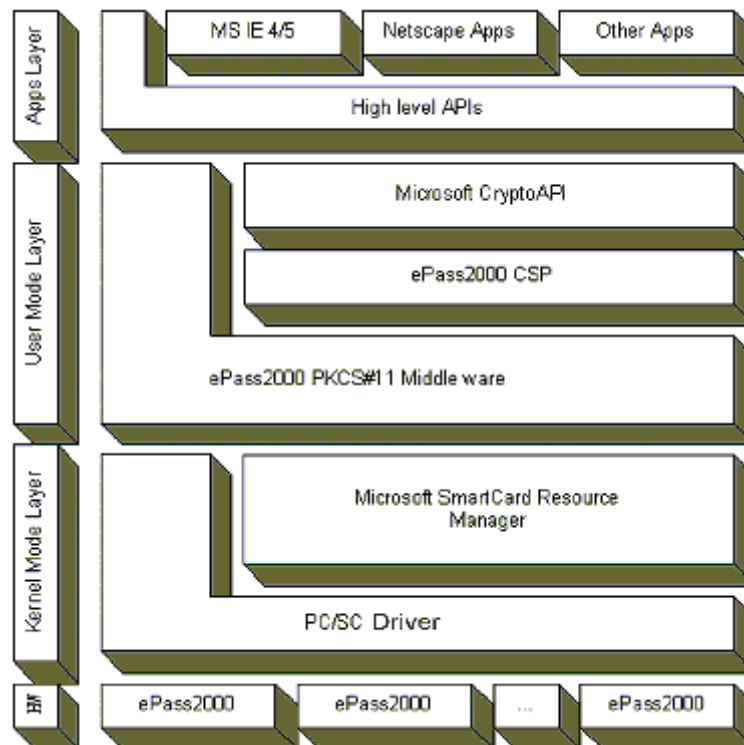 Apps Layer
MS IE 4/5
Netscape Apps
Other Apps
High level APIs
User Mode Layer
Microsoft CryptoAPI
ePass2000 CSP
ePass2000 PKCS#11 Middle ware
Kernel Mode Layer
Microsoft SmartCard Resource
Manager
PC/SC Driver
HW
ePass2000
ePass2000
...
ePass2000